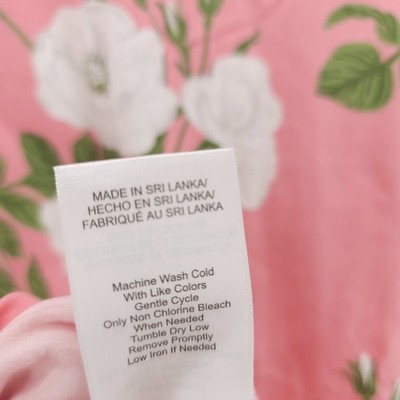 MADE IN SRI LANKA/
HECHO EN SRI LANKA/
FABRIQUÉ AU SRI LANKA
Machine Wash Cold
With Like Colors
Gentle Cycle
Only Non Chlorine Bleach
When Needed
Tumble Dry Low
Remove Promptly
Low Iron If Needed